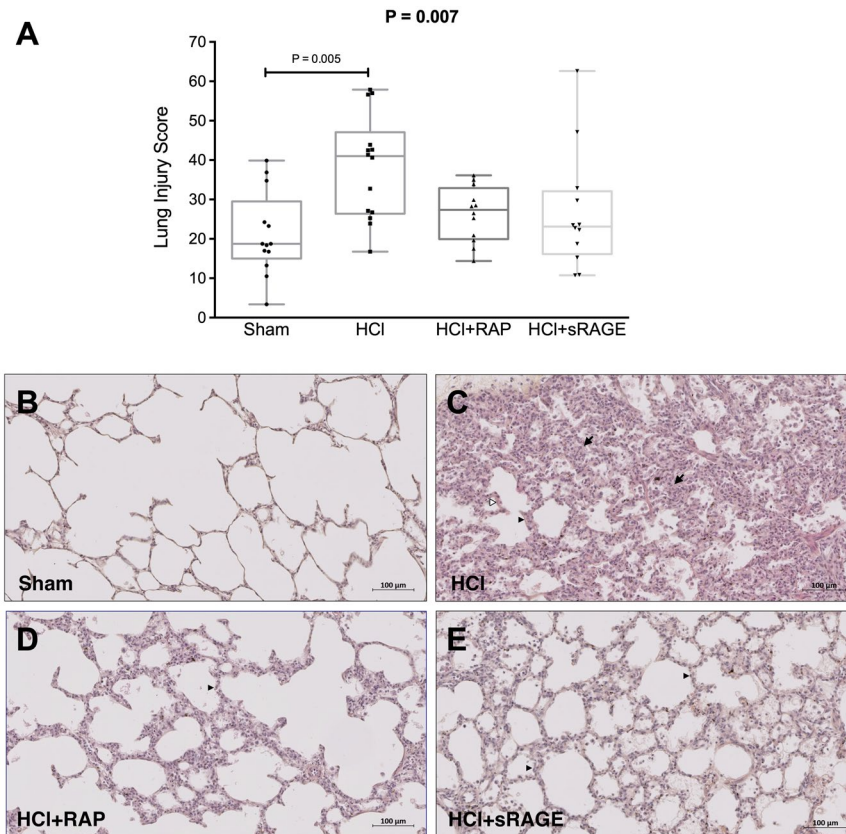 P = 0.007
A
70
60
50
40
30
20
10
0
P = 0.005
Lung Injury Score
Sham
HCl
HCl+RAP
HCl+sRAGE
B
Sham
100 µm
C
HCl
100 µm
D
HCl+RAP
100 µm
E
HCl+sRAGE
100 µm